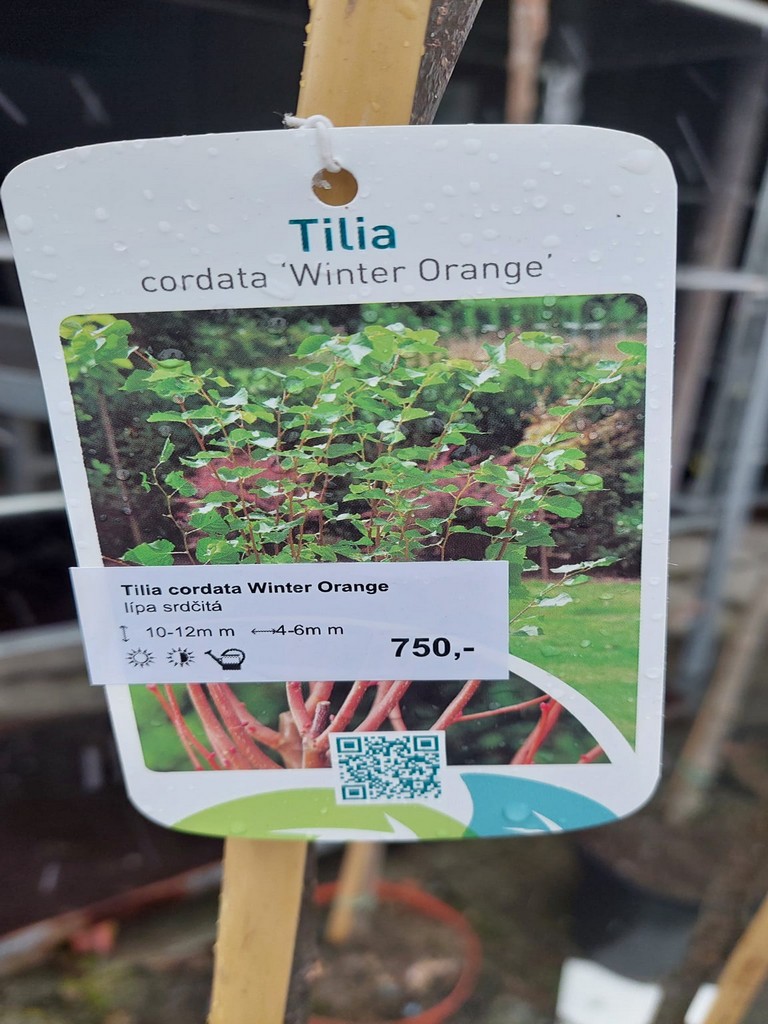 Tilia
cordata 'Winter Orange'
Tilia cordata Winter Orange
lípa srdčitá
10-12m m 4-6m m
750,-